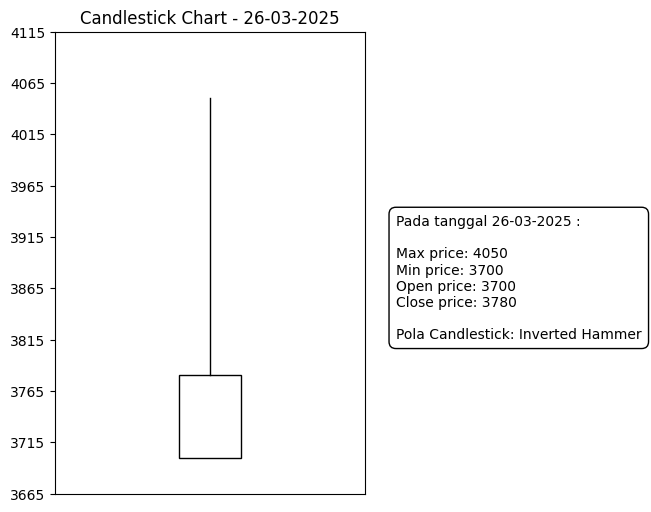 Candlestick Chart - 26-03-2025
4115
4065
4015
3965
3915
3865
3815
3765
3715
3665
Pada tanggal 26-03-2025 :
Max price: 4050
Min price: 3700
Open price: 3700
Close price: 3780
Pola Candlestick: Inverted Hammer